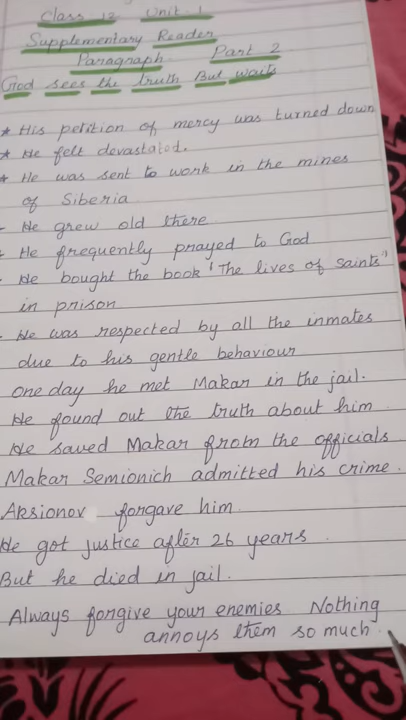 Class 12 Unit 1
Supplementary Reader
Paragraph Part 2
God sees the truth But waits
* His petition of mercy was turned down
* He felt devastated.
* He was sent to work in the mines
of Siberia
- He grew old there
- He frequently prayed to God
- He bought the book 'The lives of saints'
in prison
- He was respected by all the inmates
due to his gentle behaviour
One day he met Makar in the jail.
He found out the truth about him
He saved Makar from the officials
Makar Semionich admitted his crime.
Aksionov forgave him
He got justice after 26 years
But he died in jail.
Always forgive your enemies Nothing
annoys them so much.